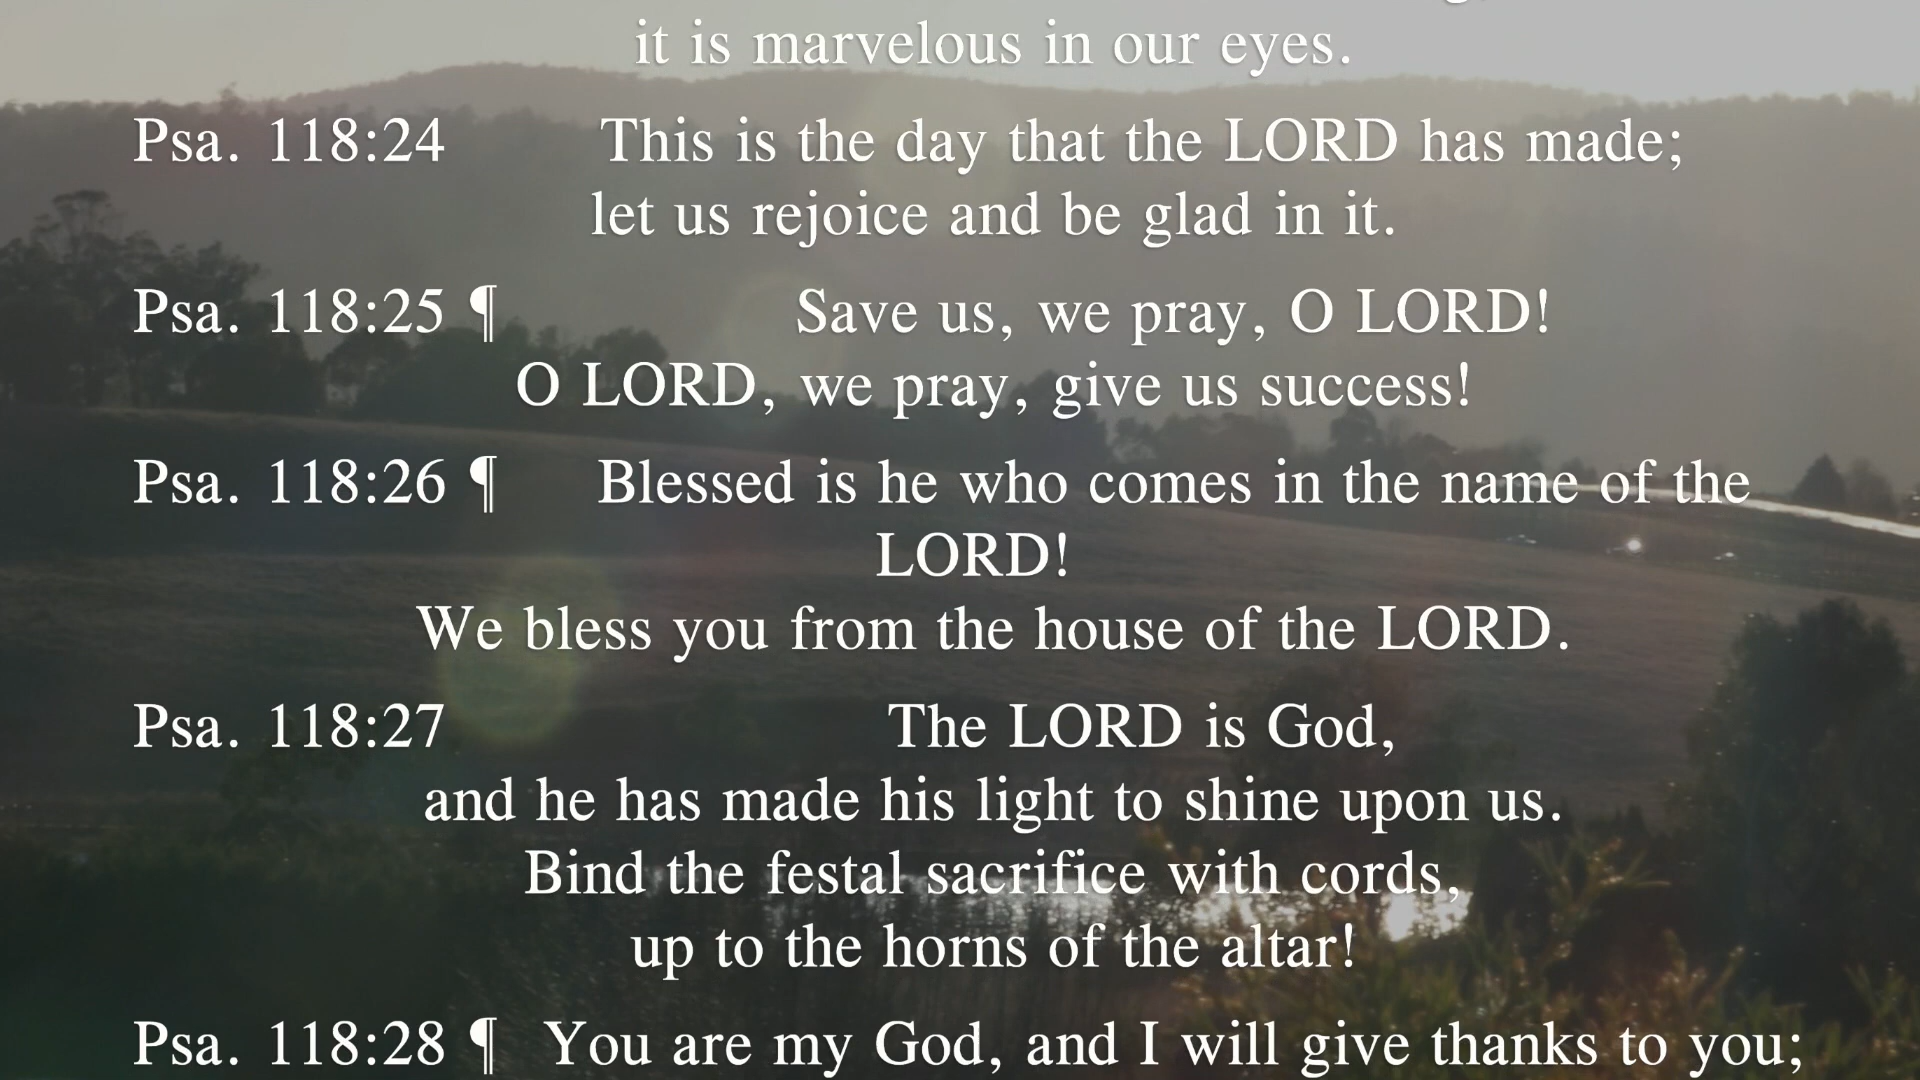 it is marvelous in our eyes.
Psa. 118:24 This is the day that the LORD has made;
let us rejoice and be glad in it.
Psa. 118:25 ¶ Save us, we pray, O LORD!
O LORD, we pray, give us success!
Psa. 118:26 ¶ Blessed is he who comes in the name of the
LORD!
We bless you from the house of the LORD.
Psa. 118:27 The LORD is God,
and he has made his light to shine upon us.
Bind the festal sacrifice with cords,
up to the horns of the altar!
Psa. 118:28 ¶ You are my God, and I will give thanks to you;